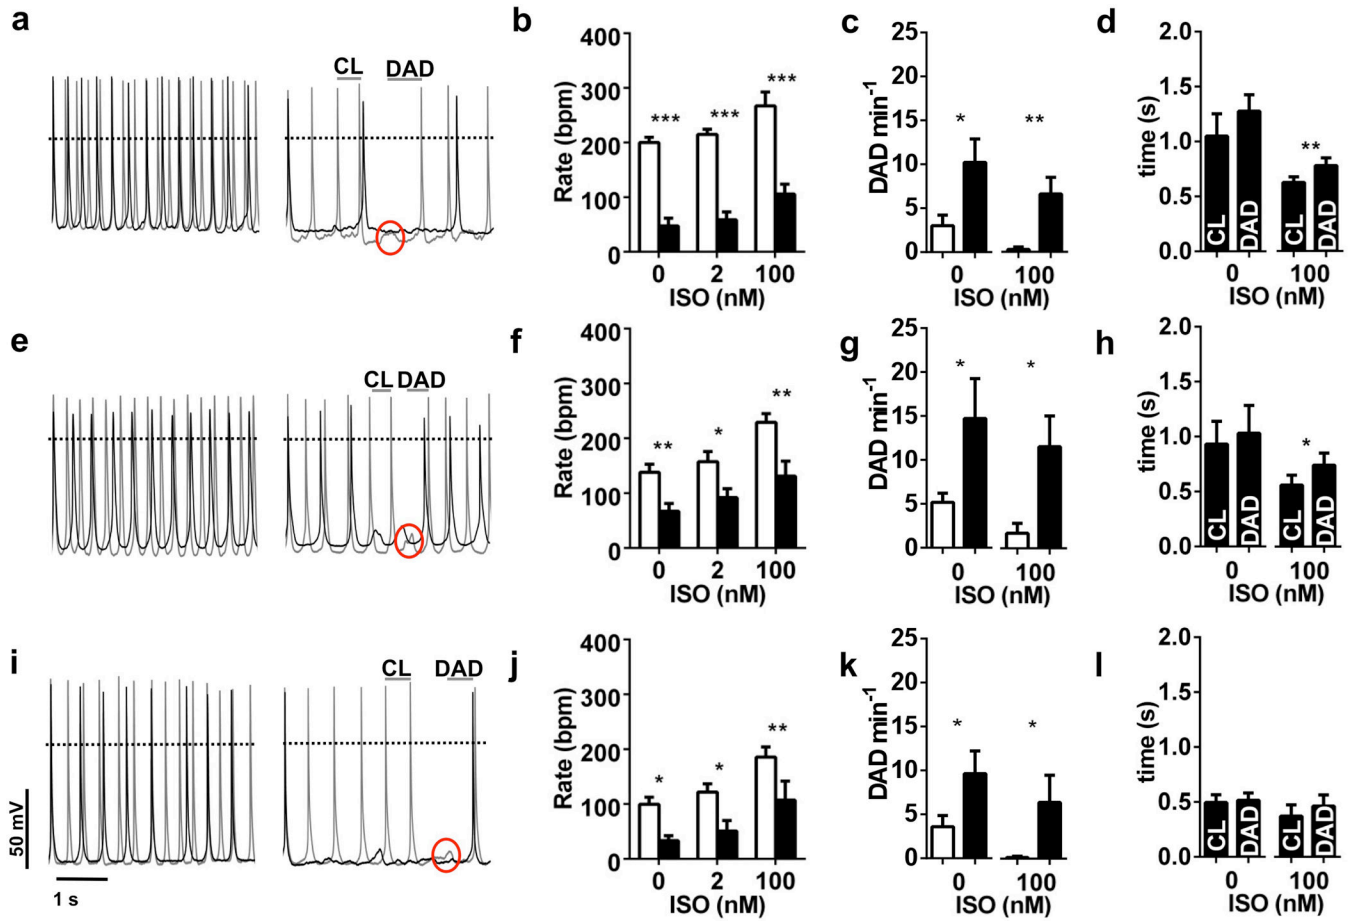 a
CL DAD
b
400
300
200
100
0
Rate (bpm)
*** *** ***
0 2 100
ISO (nM)
c
25
20
15
10
5
0
DAD min-1
* **
0 100
ISO (nM)
d
2.0
1.5
1.0
0.5
0.0
time (s)
**
CL DAD CL DAD
0 100
ISO (nM)
e
CL DAD
f
400
300
200
100
0
Rate (bpm)
** * **
0 2 100
ISO (nM)
g
25
20
15
10
5
0
DAD min-1
* *
0 100
ISO (nM)
h
2.0
1.5
1.0
0.5
0.0
time (s)
*
CL DAD CL DAD
0 100
ISO (nM)
i
CL DAD
50 mV
1 s
j
400
300
200
100
0
Rate (bpm)
* * **
0 2 100
ISO (nM)
k
25
20
15
10
5
0
DAD min-1
* *
0 100
ISO (nM)
l
2.0
1.5
1.0
0.5
0.0
time (s)
CL DAD CL DAD
0 100
ISO (nM)